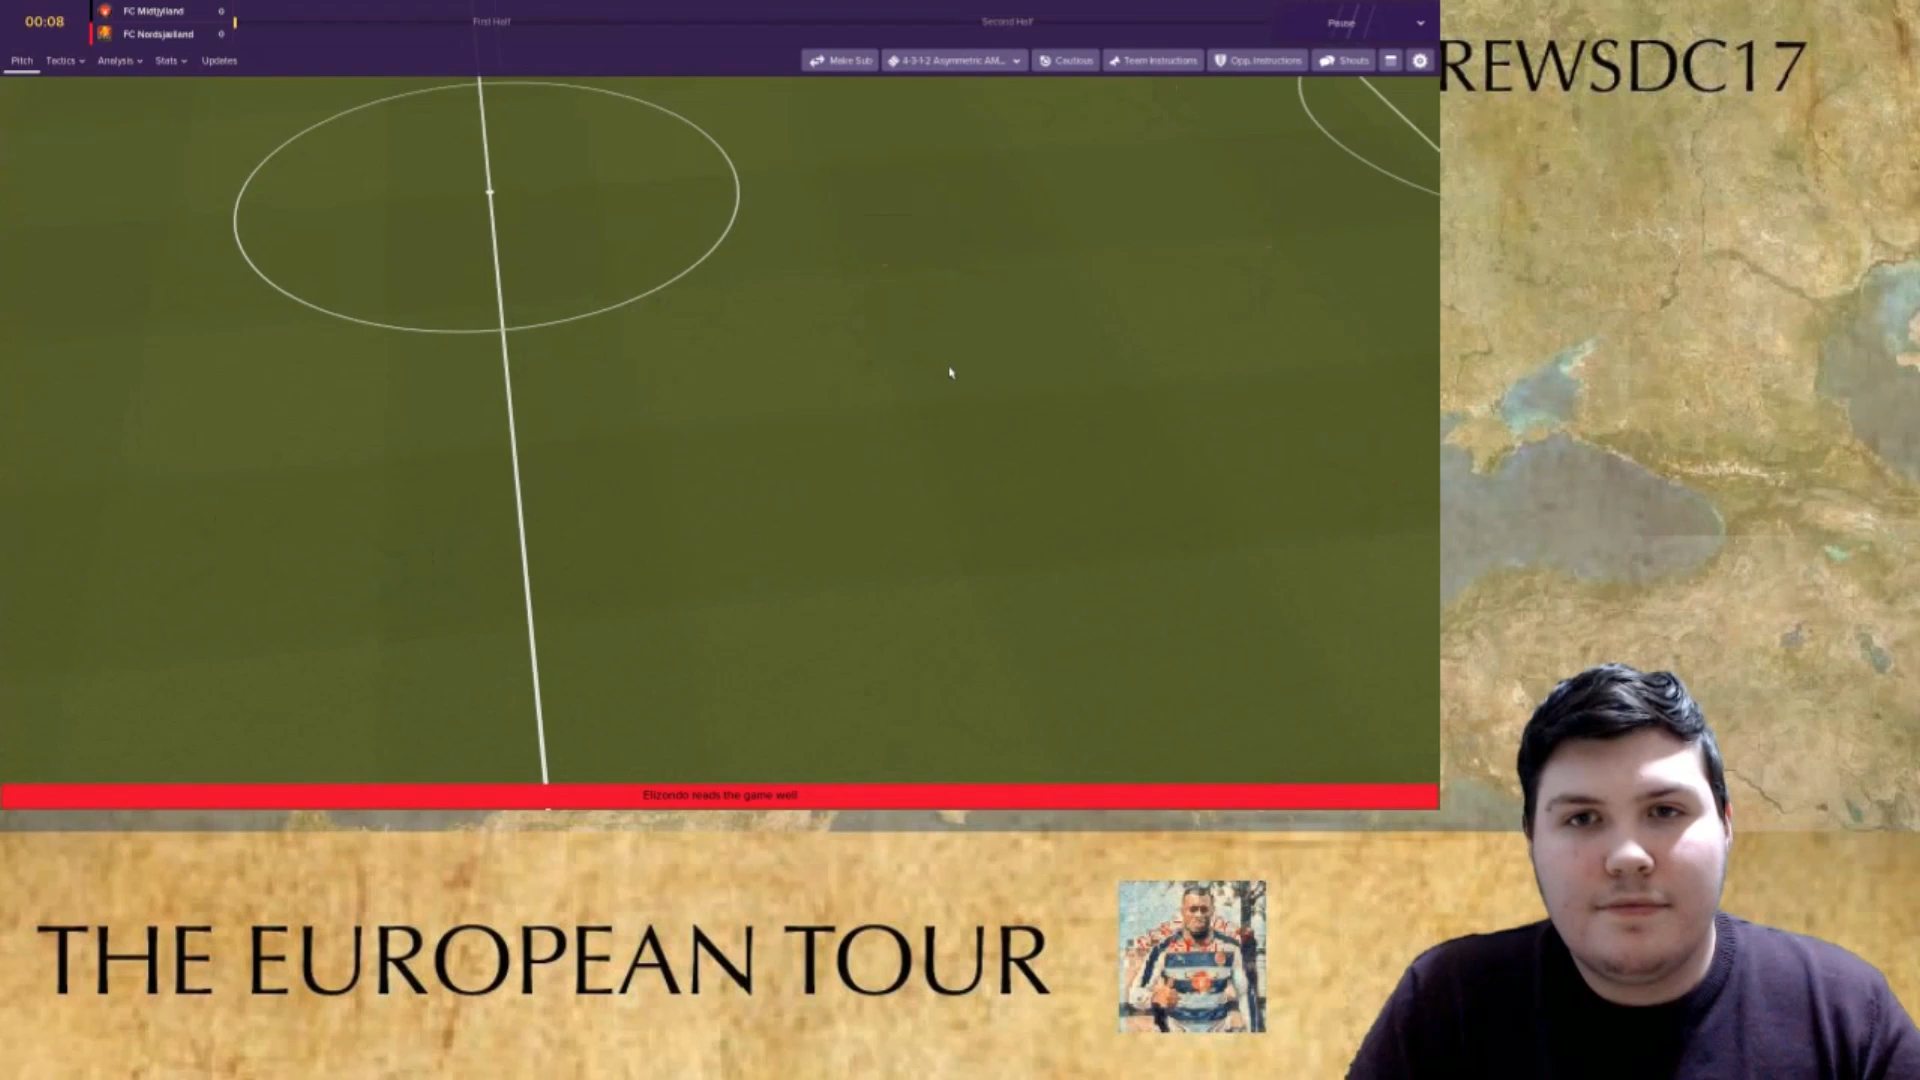 00:08
FC Midtjylland 0
FC Nordsjælland 0
First Half
Second Half
Pause
Pitch
Tactics
Analysis
Stats
Updates
Make Sub
4-3-1-2 Asymmetric AM...
Cautious
Team Instructions
Opp. Instructions
Shouts
REWSDC17
Elizondo reads the game well
THE EUROPEAN TOUR